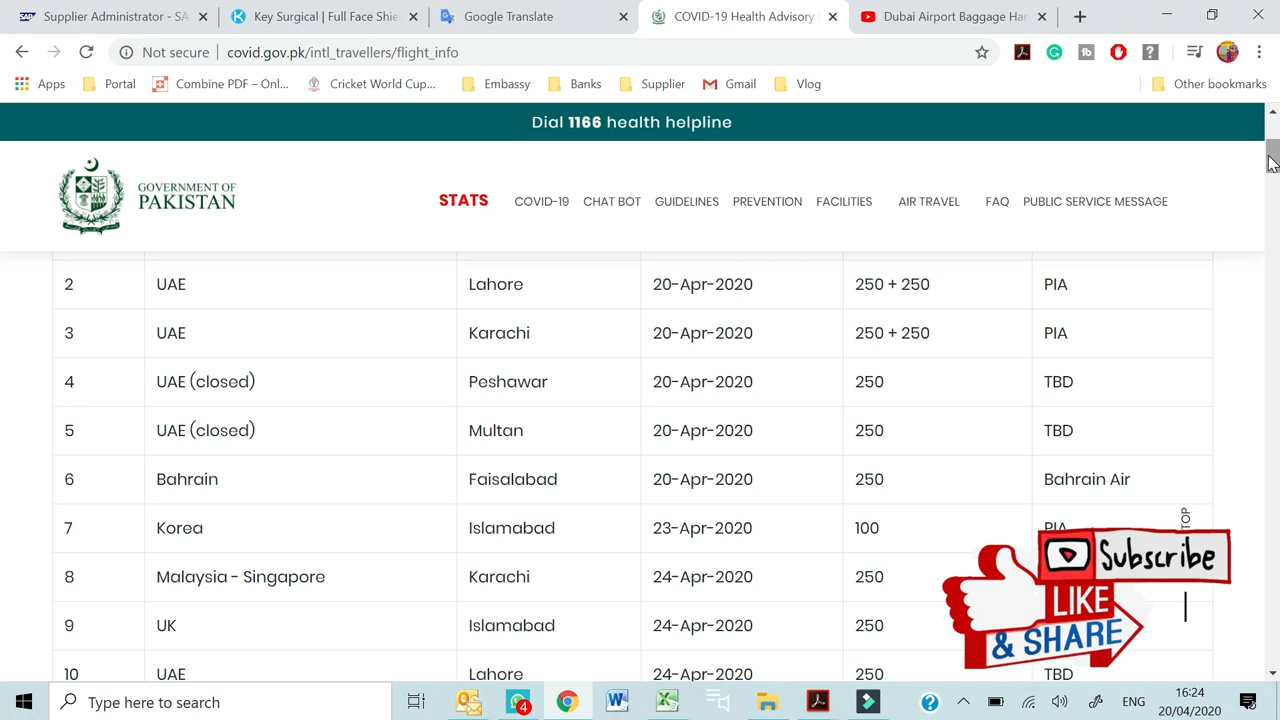 Supplier Administrator - SA
Key Surgical | Full Face Shie
Google Translate
COVID-19 Health Advisory
Dubai Airport Baggage Har
Not secure
covid.gov.pk/intl_travellers/flight_info
Apps
Portal
Combine PDF – Onl...
Cricket World Cup...
Embassy
Banks
Supplier
Gmail
Vlog
Other bookmarks
Dial 1166 health helpline
GOVERNMENT OF
PAKISTAN
STATS COVID-19 CHAT BOT GUIDELINES PREVENTION FACILITIES AIR TRAVEL FAQ PUBLIC SERVICE MESSAGE
2 UAE Lahore 20-Apr-2020 250 + 250 PIA
3 UAE Karachi 20-Apr-2020 250 + 250 PIA
4 UAE (closed) Peshawar 20-Apr-2020 250 TBD
5 UAE (closed) Multan 20-Apr-2020 250 TBD
6 Bahrain Faisalabad 20-Apr-2020 250 Bahrain Air
7 Korea Islamabad 23-Apr-2020 100 PIA
8 Malaysia - Singapore Karachi 24-Apr-2020 250
9 UK Islamabad 24-Apr-2020 250
10 UAE Lahore 24-Apr-2020 250 TBD
TOP
Subscribe
LIKE
& SHARE
Type here to search
4
ENG
16:24
20/04/2020